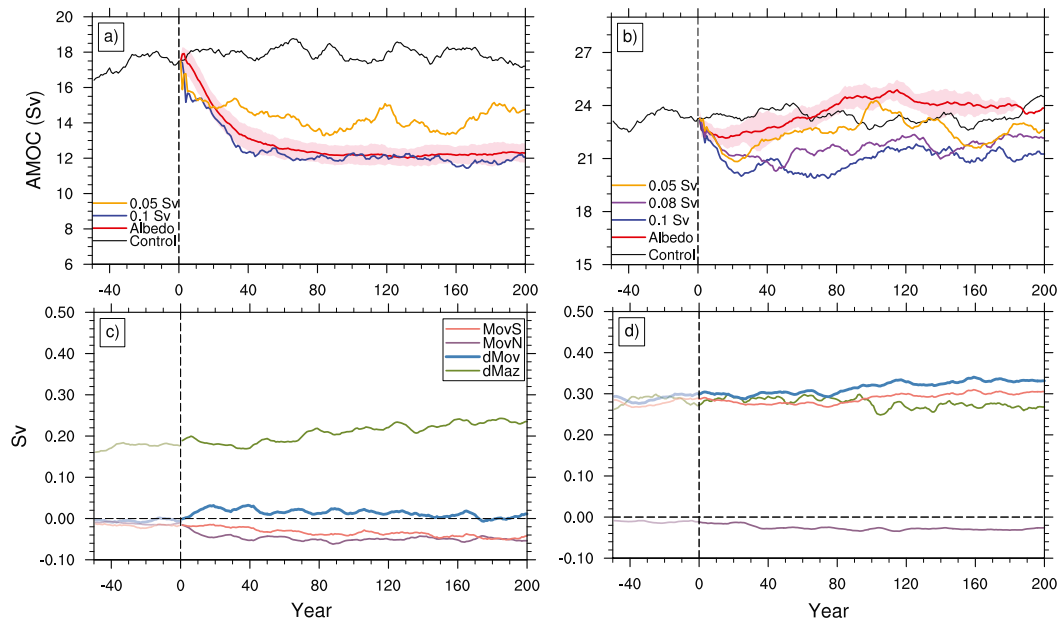 a)
20
18
16
14
12
10
8
6
AMOC (Sv)
0.05 Sv
0.1 Sv
Albedo
Control
-40 0 40 80 120 160 200
b)
27
24
21
18
15
0.05 Sv
0.08 Sv
0.1 Sv
Albedo
Control
-40 0 40 80 120 160 200
c)
0.50
0.40
0.30
0.20
0.10
0.00
-0.10
Sv
MovS
MovN
dMov
dMaz
-40 0 40 80 120 160 200
Year
d)
0.50
0.40
0.30
0.20
0.10
0.00
-0.10
-40 0 40 80 120 160 200
Year